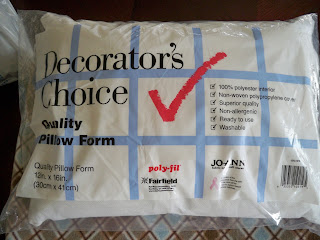 Decorator's
Choice
Quality
Pillow Form
Quality Pillow Form
12in. x 16in.
(30cm x 41cm)
100% polyester interior
Non-woven polypropylene cover
Superior quality
Non-allergenic
Ready to use
Washable
poly-fil
Fairfield
JO-ANN